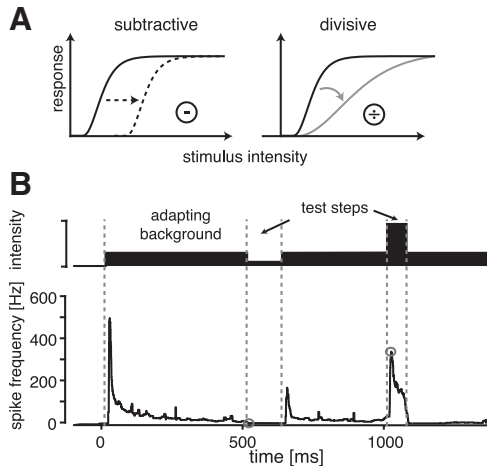 A
subtractive
divisive
response
-
÷
stimulus intensity
B
intensity
adapting
background
test steps
spike frequency [Hz]
600
400
200
0
0
500
1000
time [ms]